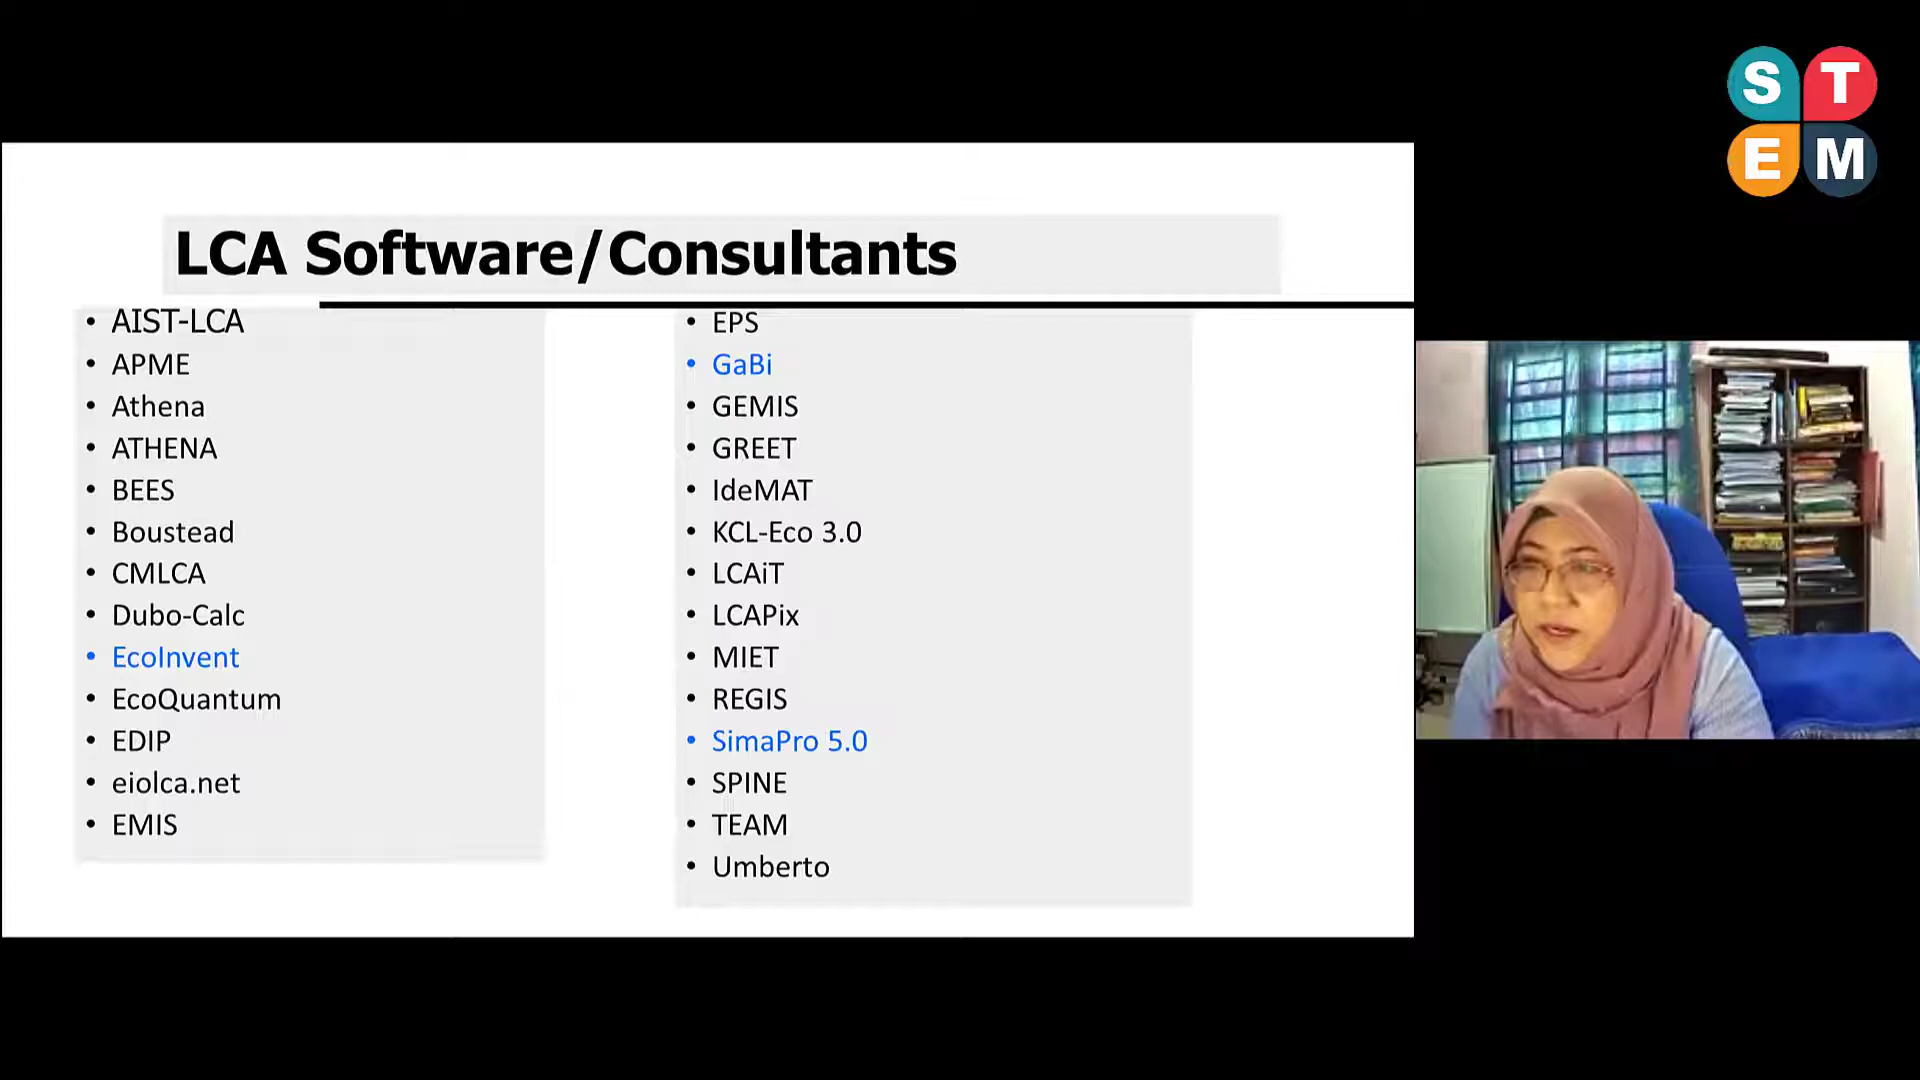 S T
E M
LCA Software/Consultants
• AIST-LCA
• APME
• Athena
• ATHENA
• BEES
• Boustead
• CMLCA
• Dubo-Calc
• EcoInvent
• EcoQuantum
• EDIP
• eiolca.net
• EMIS
• EPS
• GaBi
• GEMIS
• GREET
• IdeMAT
• KCL-Eco 3.0
• LCAiT
• LCAPix
• MIET
• REGIS
• SimaPro 5.0
• SPINE
• TEAM
• Umberto